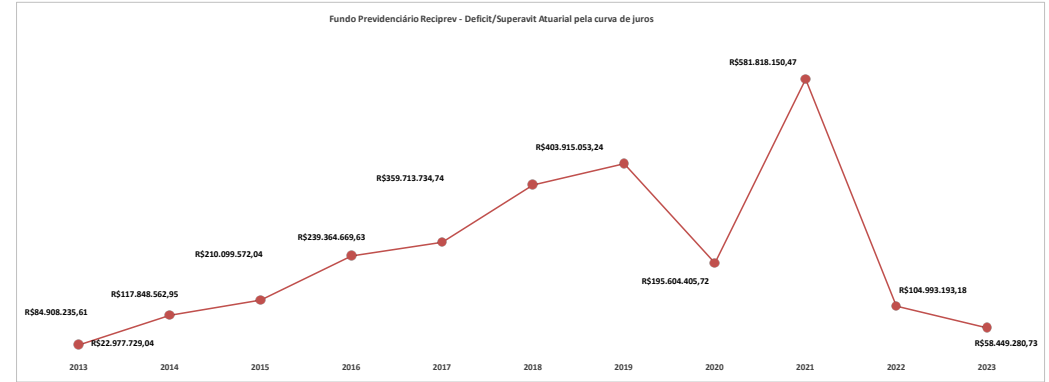 Fundo Previdenciário Reciprev - Deficit/Superavit Atuarial pela curva de juros
R$581.818.150,47
R$403.915.053,24
R$359.713.734,74
R$239.364.669,63
R$210.099.572,04
R$195.604.405,72
R$117.848.562,95
R$104.993.193,18
R$84.908.235,61
R$22.977.729,04
R$58.449.280,73
2013 2014 2015 2016 2017 2018 2019 2020 2021 2022 2023